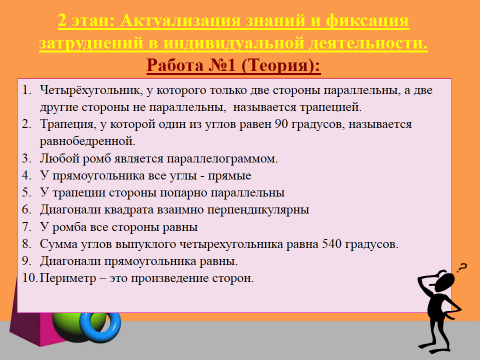 2 этап: Актуализация знаний и фиксация
затруднений в индивидуальной деятельности.
Работа №1 (Теория):
1. Четырёхугольник, у которого только две стороны параллельны, а две
другие стороны не параллельны, называется трапецией.
2. Трапеция, у которой один из углов равен 90 градусов, называется
равнобедренной.
3. Любой ромб является параллелограммом.
4. У прямоугольника все углы - прямые
5. У трапеции стороны попарно параллельны
6. Диагонали квадрата взаимно перпендикулярны
7. У ромба все стороны равны
8. Сумма углов выпуклого четырехугольника равна 540 градусов.
9. Диагонали прямоугольника равны.
10. Периметр – это произведение сторон.
?